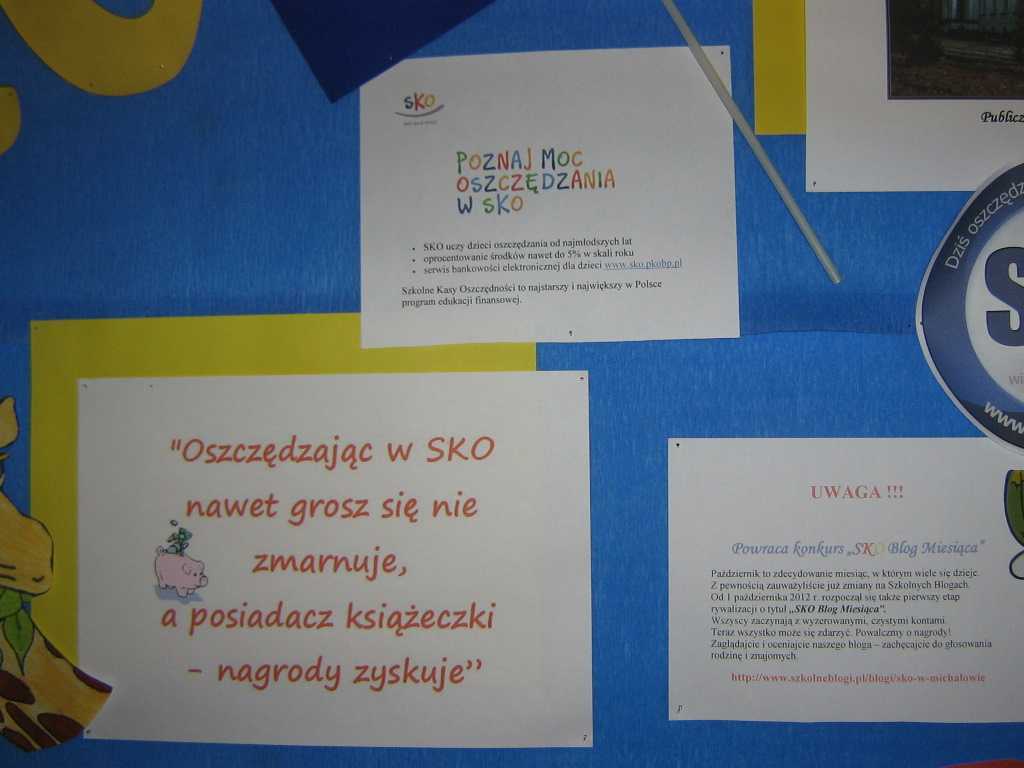 SKO
POZNAJ MOC
OSZCZĘDZANIA
W SKO
• SKO uczy dzieci oszczędzania od najmłodszych lat
• oprocentowanie środków nawet do 5% w skali roku
• serwis bankowości elektronicznej dla dzieci www.sko.pkobp.pl
Szkolne Kasy Oszczędności to najstarszy i największy w Polsce
program edukacji finansowej.
Publicz
Dziś oszczędz
S
wi
www.
"Oszczędzając w SKO
nawet grosz się nie
zmarnuje,
a posiadacz książeczki
– nagrody zyskuje”
UWAGA !!!
Powraca konkurs „SKO Blog Miesiąca"
Październik to zdecydowanie miesiąc, w którym wiele się dzieje.
Z pewnością zauważyliście już zmiany na Szkolnych Blogach.
Od 1 października 2012 r. rozpoczął się także pierwszy etap
rywalizacji o tytuł „SKO Blog Miesiąca".
Wszyscy zaczynają z wyzerowanymi, czystymi kontami.
Teraz wszystko może się zdarzyć. Powalczmy o nagrody!
Zaglądajcie i oceniajcie naszego bloga – zachęcajcie do głosowania
rodzinę i znajomych.
http://www.szkolneblogi.pl/blogi/sko-w-michalowie